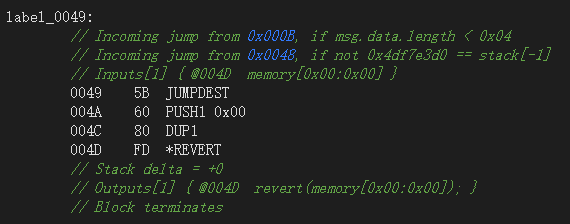 label_0049:
// Incoming jump from 0x000B, if msg.data.length < 0x04
// Incoming jump from 0x0048, if not 0x4df7e3d0 == stack[-1]
// Inputs[1] { @004D  memory[0x00:0x00] }
0049    5B  JUMPDEST
004A    60  PUSH1 0x00
004C    80  DUP1
004D    FD  *REVERT
// Stack delta = +0
// Outputs[1] { @004D  revert(memory[0x00:0x00]); }
// Block terminates